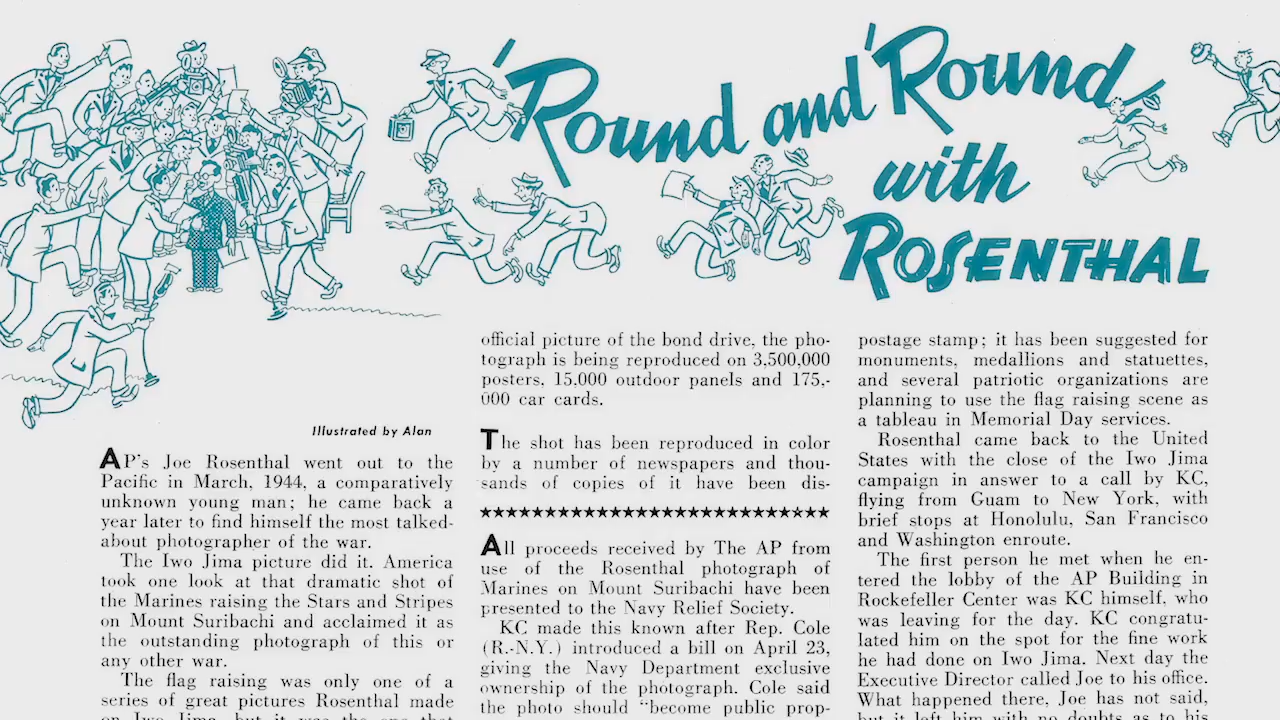 'Round and 'Round
with
ROSENTHAL
Illustrated by Alan
AP's Joe Rosenthal went out to the
Pacific in March, 1944, a comparatively
unknown young man; he came back a
year later to find himself the most talked-
about photographer of the war.
The Iwo Jima picture did it. America
took one look at that dramatic shot of
the Marines raising the Stars and Stripes
on Mount Suribachi and acclaimed it as
the outstanding photograph of this or
any other war.
The flag raising was only one of a
series of great pictures Rosenthal made
on Iwo Jima, but it was the one that
official picture of the bond drive, the pho-
tograph is being reproduced on 3,500,000
posters, 15.000 outdoor panels and 175,-
000 car cards.
The shot has been reproduced in color
by a number of newspapers and thou-
sands of copies of it have been dis-
All proceeds received by The AP from
use of the Rosenthal photograph of
Marines on Mount Suribachi have been
presented to the Navy Relief Society.
KC made this known after Rep. Cole
(R.-N.Y.) introduced a bill on April 23,
giving the Navy Department exclusive
ownership of the photograph. Cole said
the photo should "become public prop-
postage stamp; it has been suggested for
monuments, medallions and statuettes,
and several patriotic organizations are
planning to use the flag raising scene as
a tableau in Memorial Day services.
Rosenthal came back to the United
States with the close of the Iwo Jima
campaign in answer to a call by KC,
flying from Guam to New York, with
brief stops at Honolulu, San Francisco
and Washington enroute.
The first person he met when he en-
tered the lobby of the AP Building in
Rockefeller Center was KC himself, who
was leaving for the day. KC congratu-
lated him on the spot for the fine work
he had done on Iwo Jima. Next day the
Executive Director called Joe to his office.
What happened there, Joe has not said,
but it left him with no doubts as to his